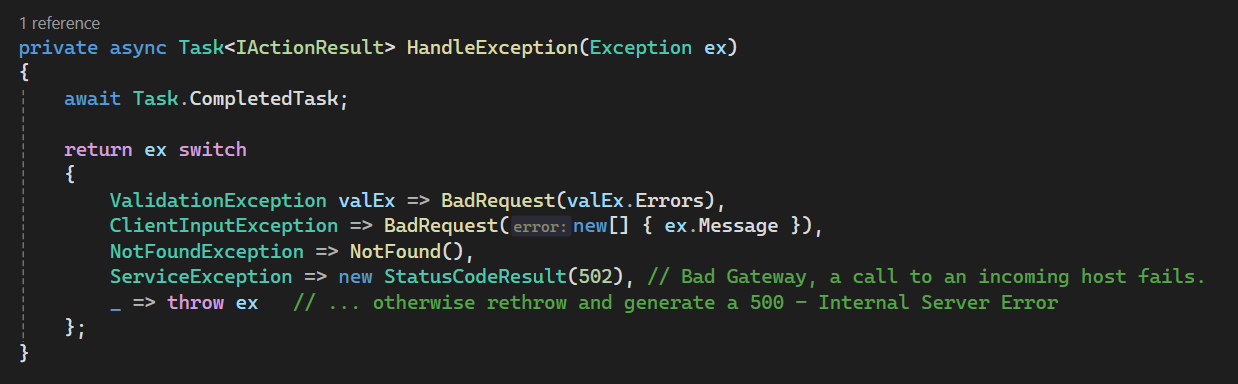 1 reference
private async Task<IActionResult> HandleException(Exception ex)
{
    await Task.CompletedTask;

    return ex switch
    {
        ValidationException valEx => BadRequest(valEx.Errors),
        ClientInputException => BadRequest(error:new[] { ex.Message }),
        NotFoundException => NotFound(),
        ServiceException => new StatusCodeResult(502), // Bad Gateway, a call to an incoming host fails.
        _ => throw ex   // ... otherwise rethrow and generate a 500 - Internal Server Error
    };
}